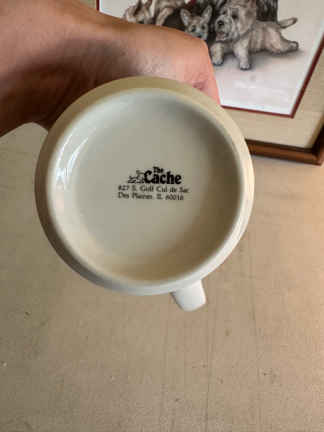 The
Cache
827 S. Golf Cul de Sac
Des Plaines, IL 60016